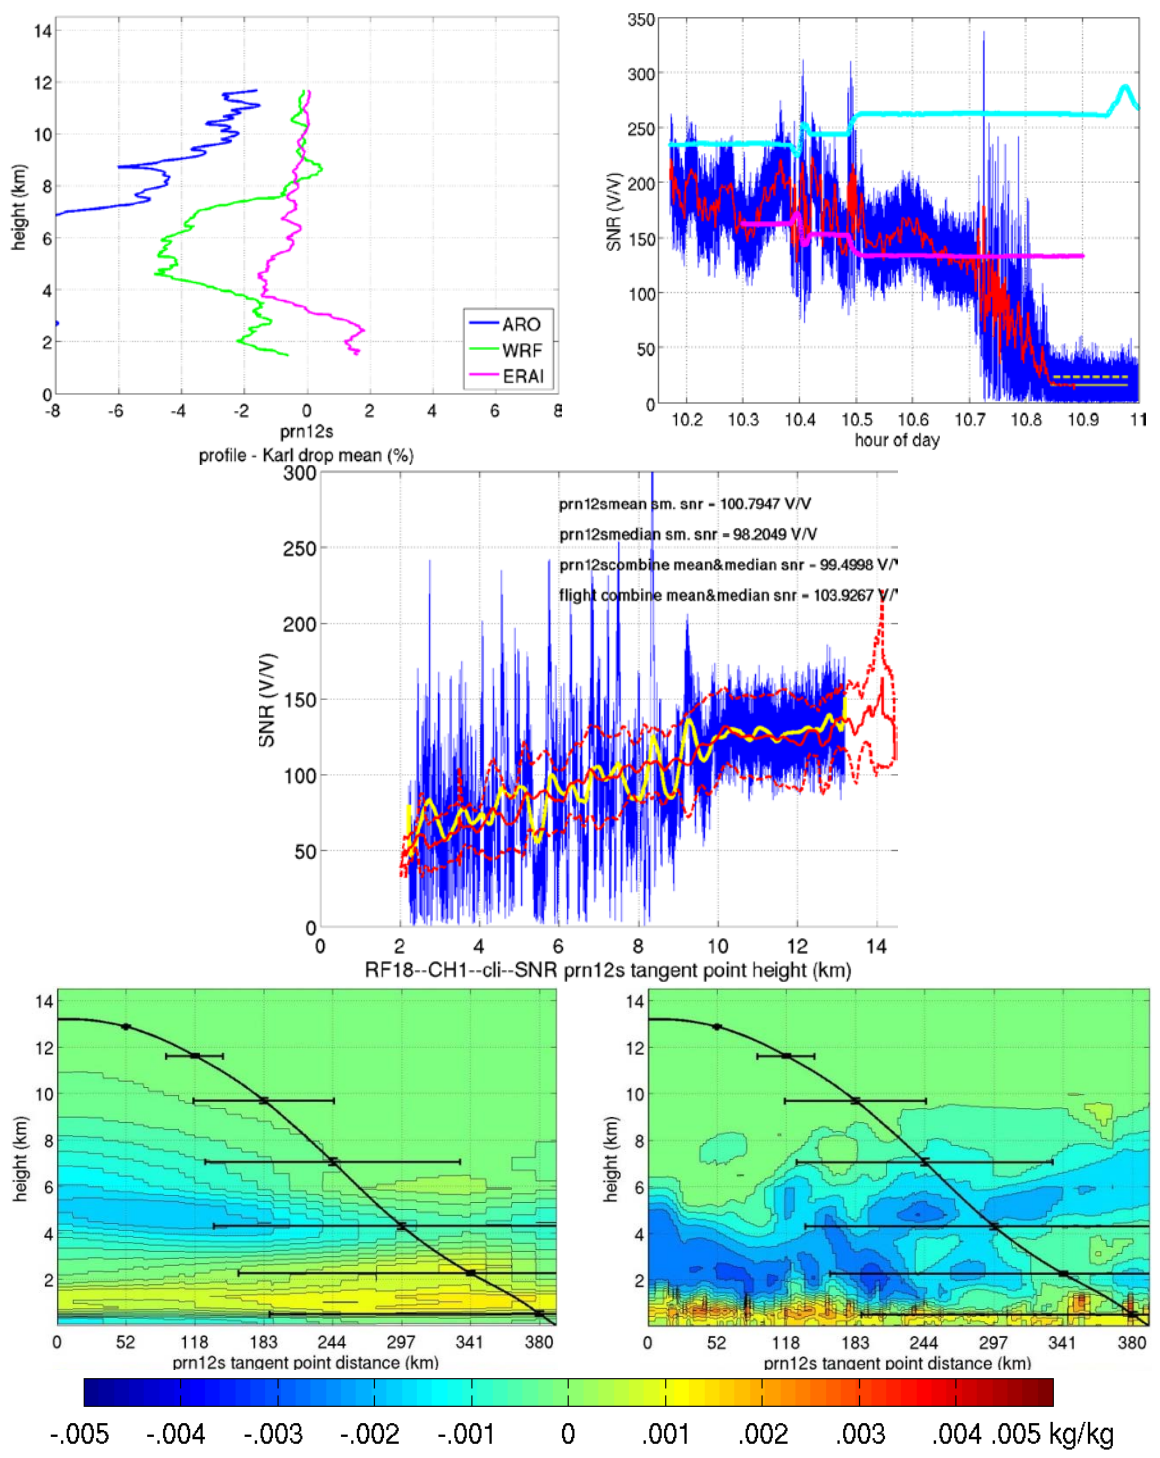 14
12
10
8
6
4
2
0
height (km)
-8 -6 -4 -2 0 2 4 6 8
ARO
WRF
ERAI
prn12s
profile - Karl drop mean (%)
350
300
250
200
150
100
50
0
SNR (V/V)
10.2 10.3 10.4 10.5 10.6 10.7 10.8 10.9 11
hour of day
300
250
200
150
100
50
0
SNR (V/V)
prn12smean sm. snr = 100.7947 V/V
prn12smedian sm. snr = 98.2049 V/V
prn12scombine mean&median snr = 99.4998 V/
flight combine mean&median snr = 103.9267 V/
0 2 4 6 8 10 12 14
RF18--CH1--cli--SNR prn12s tangent point height (km)
14
12
10
8
6
4
2
height (km)
0 52 118 183 244 297 341 380
prn12s tangent point distance (km)
14
12
10
8
6
4
2
height (km)
0 52 118 183 244 297 341 380
prn12s tangent point distance (km)
-.005 -.004 -.003 -.002 -.001 0 .001 .002 .003 .004 .005 kg/kg